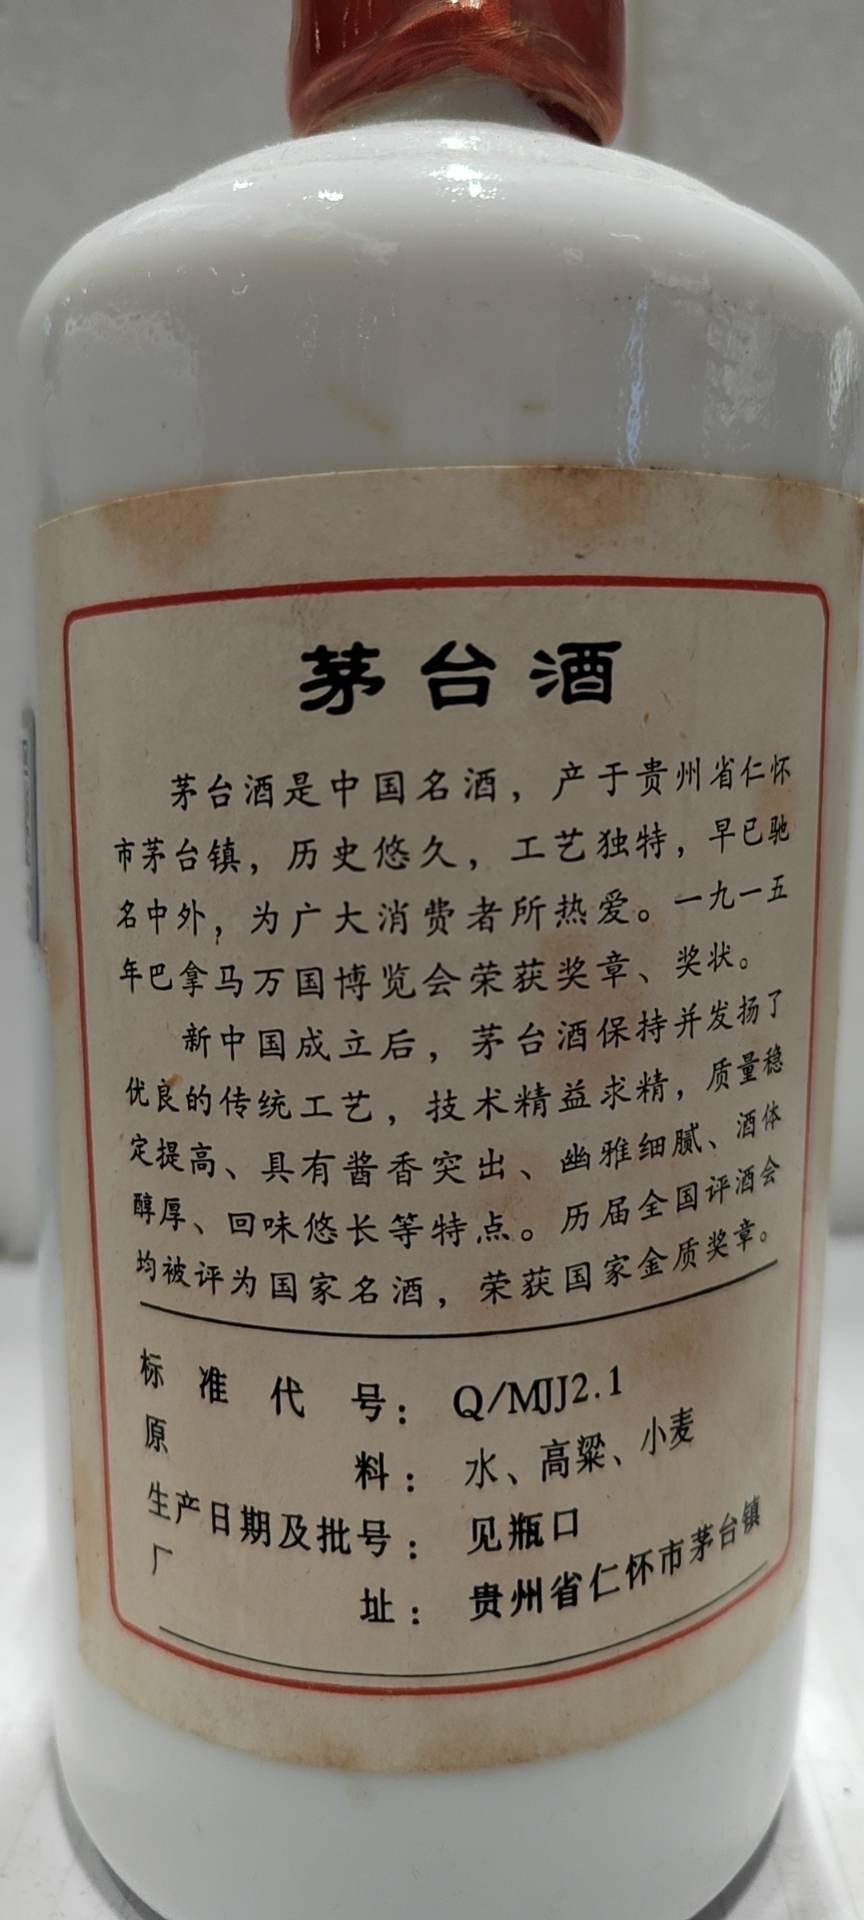 茅台酒
茅台酒是中国名酒，产于贵州省仁怀
市茅台镇，历史悠久，工艺独特，早已驰
名中外，为广大消费者所热爱。一九一五
年巴拿马万国博览会荣获奖章、奖状。
新中国成立后，茅台酒保持并发扬了
优良的传统工艺，技术精益求精，质量稳
定提高、具有酱香突出、幽雅细腻、酒体
醇厚、回味悠长等特点。历届全国评酒会
均被评为国家名酒，荣获国家金质奖章。
标准代号：Q/MJJ2.1
原料：水、高粱、小麦
生产日期及批号：见瓶口
厂址：贵州省仁怀市茅台镇